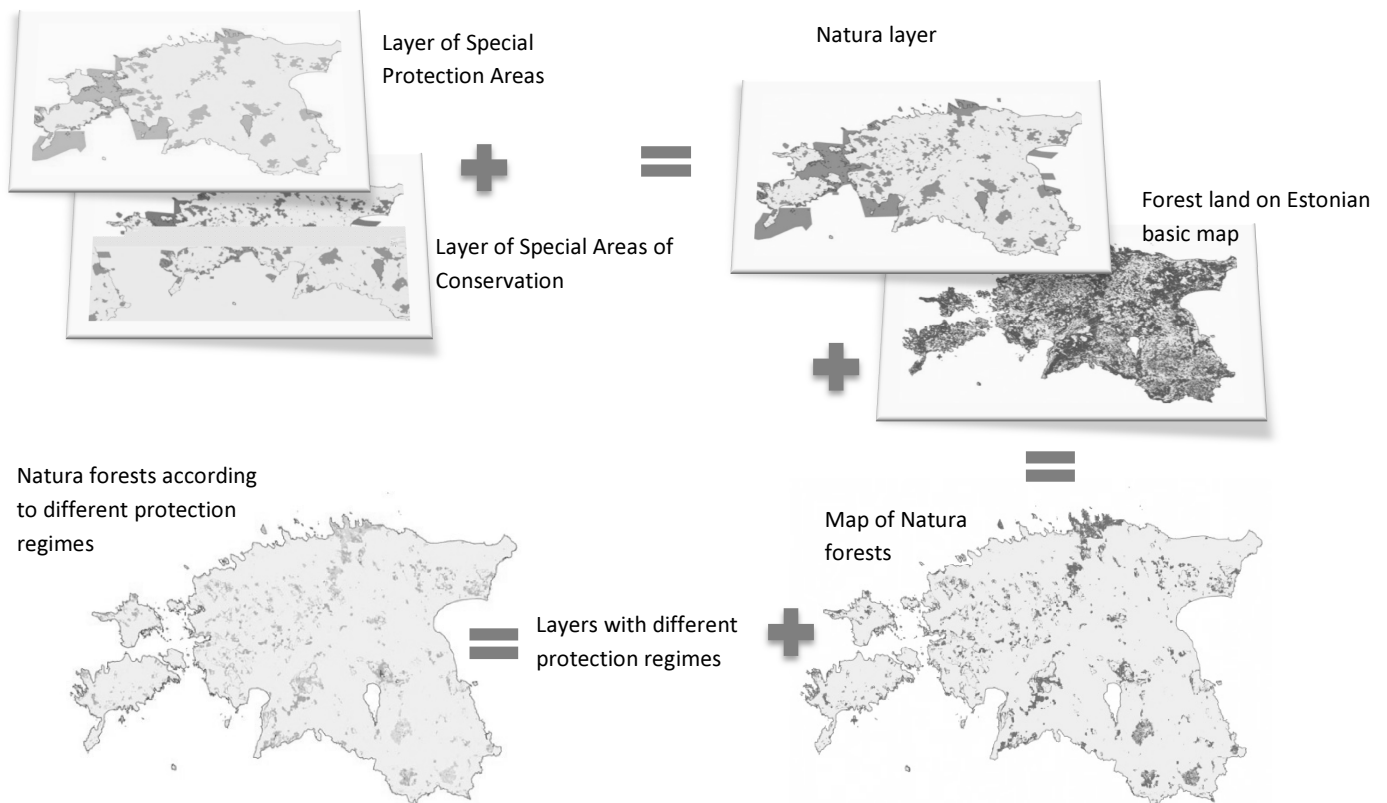 Layer of Special
Protection Areas
Natura layer
Layer of Special Areas of
Conservation
Forest land on Estonian
basic map
Natura forests according
to different protection
regimes
Map of Natura
forests
Layers with different
protection regimes